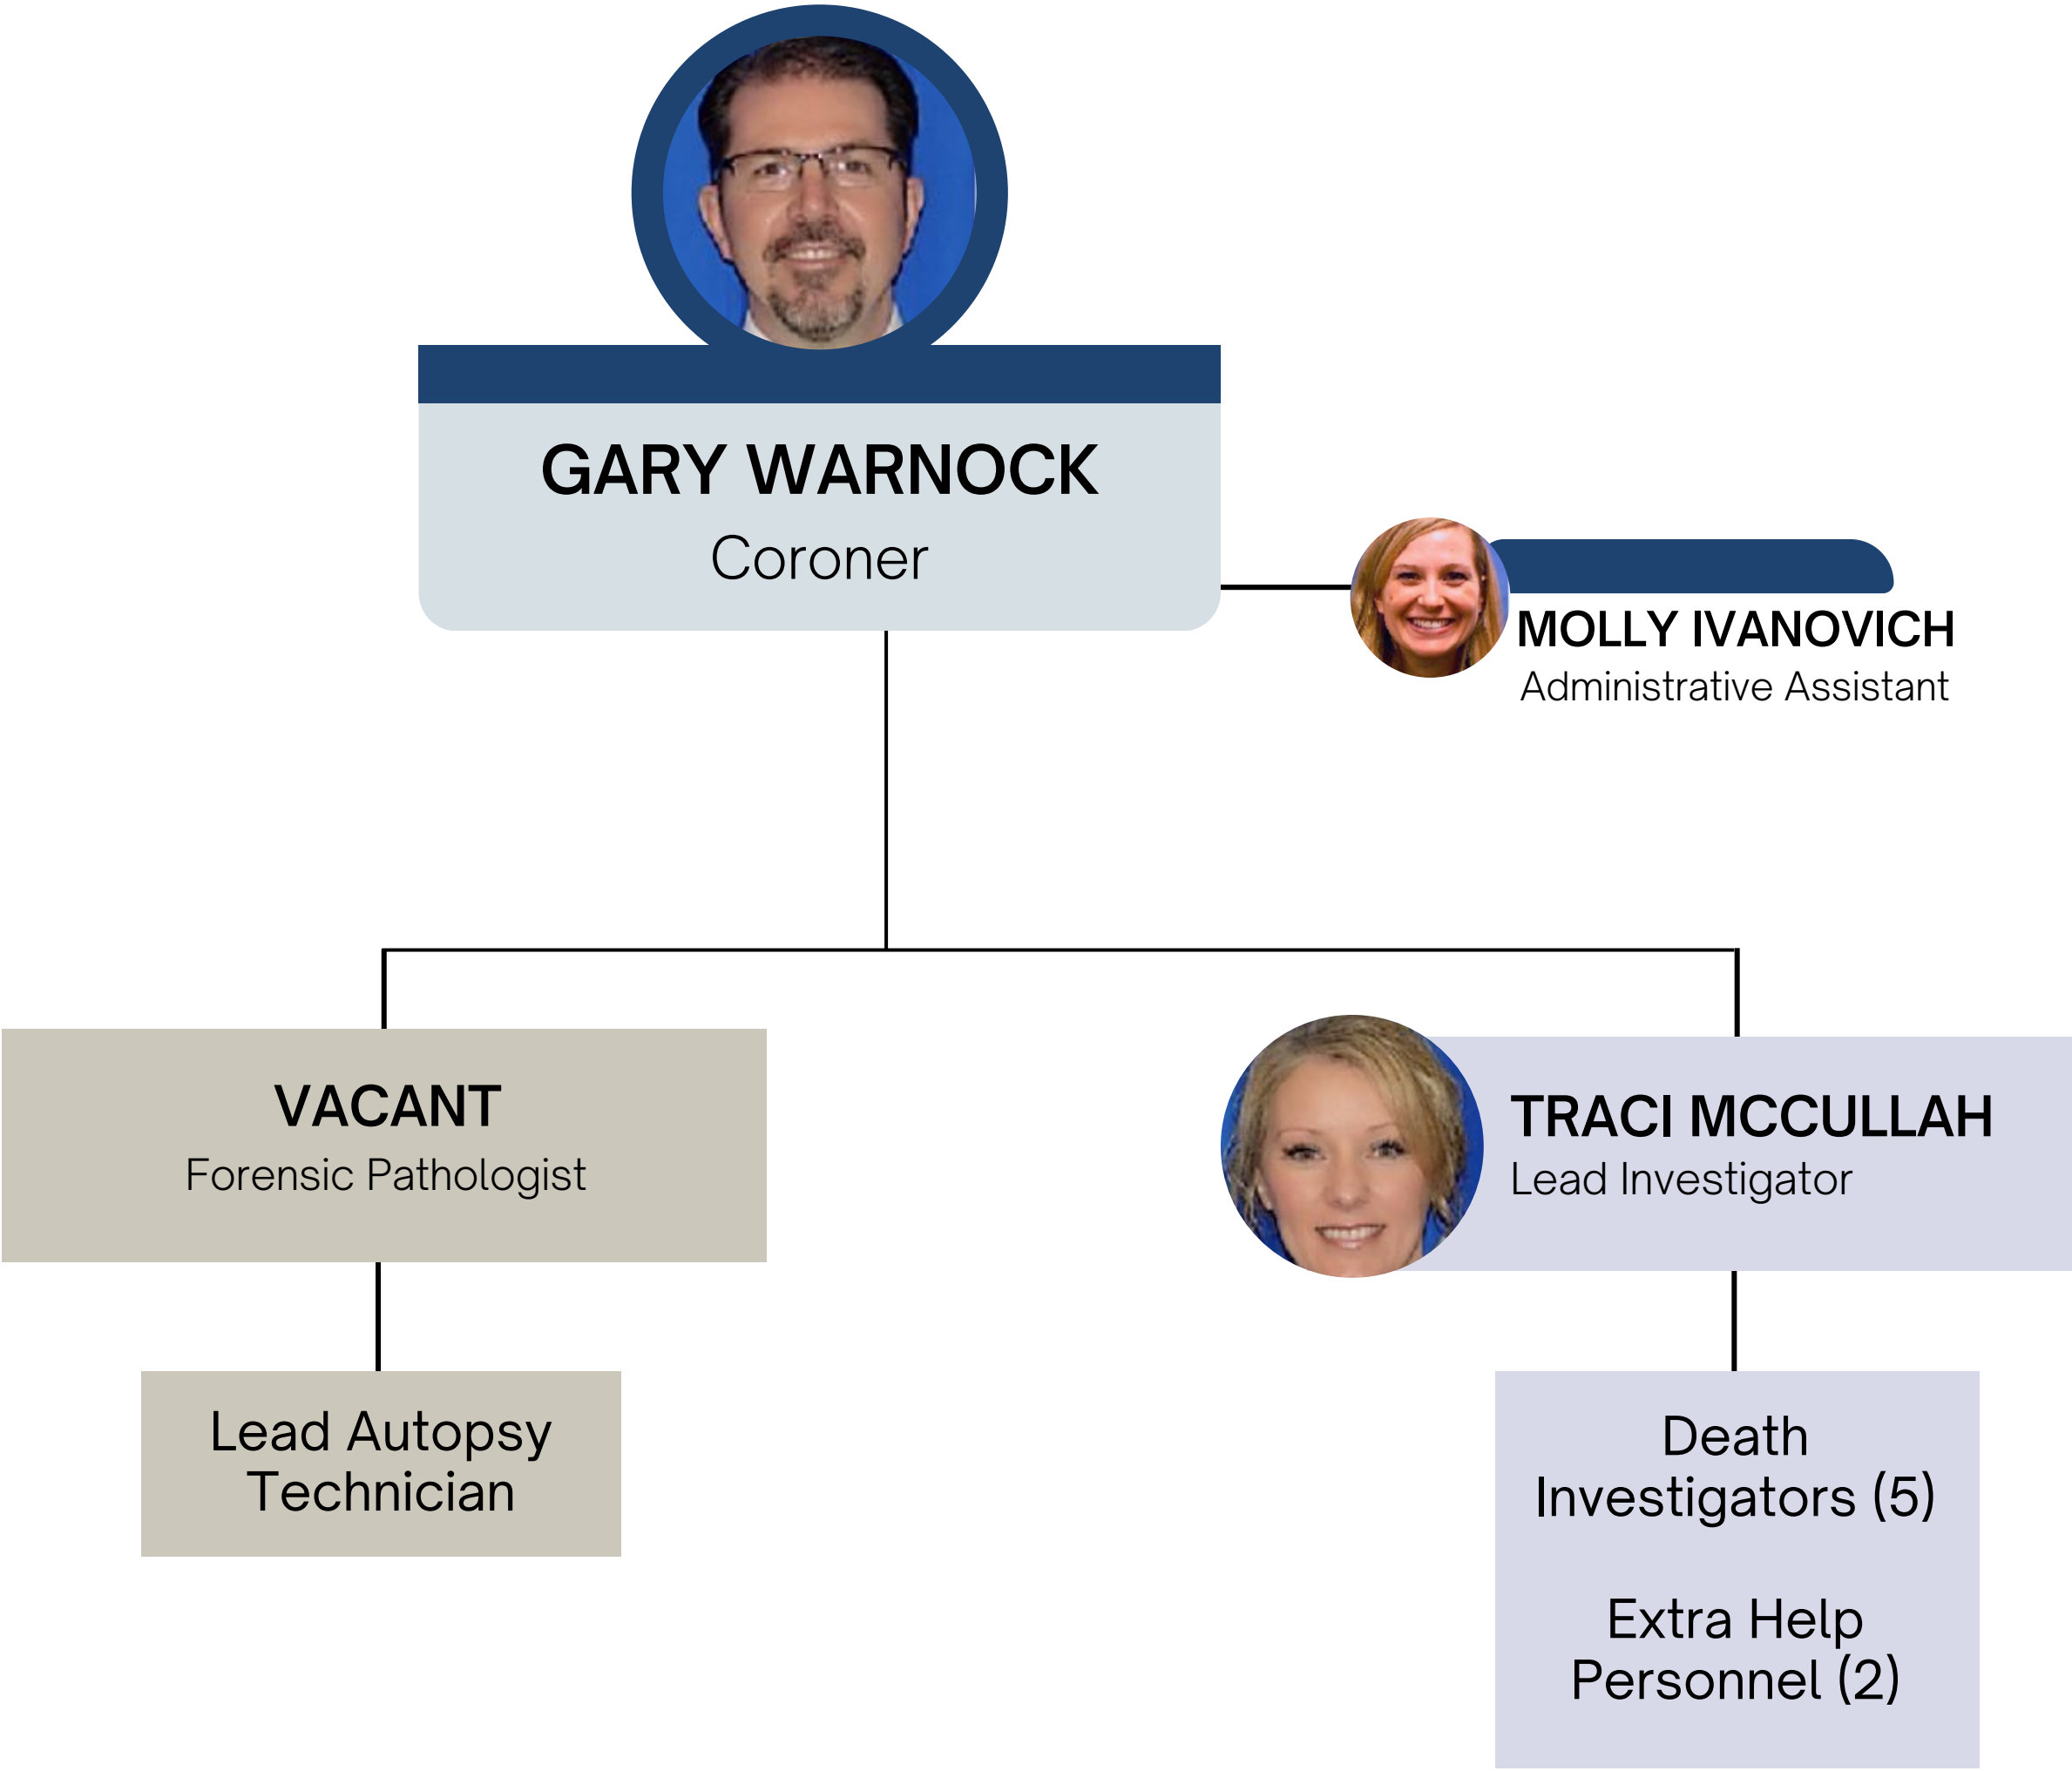 GARY WARNOCK
Coroner
MOLLY IVANOVICH
Administrative Assistant
VACANT
Forensic Pathologist
TRACI MCCULLAH
Lead Investigator
Lead Autopsy
Technician
Death
Investigators (5)
Extra Help
Personnel (2)